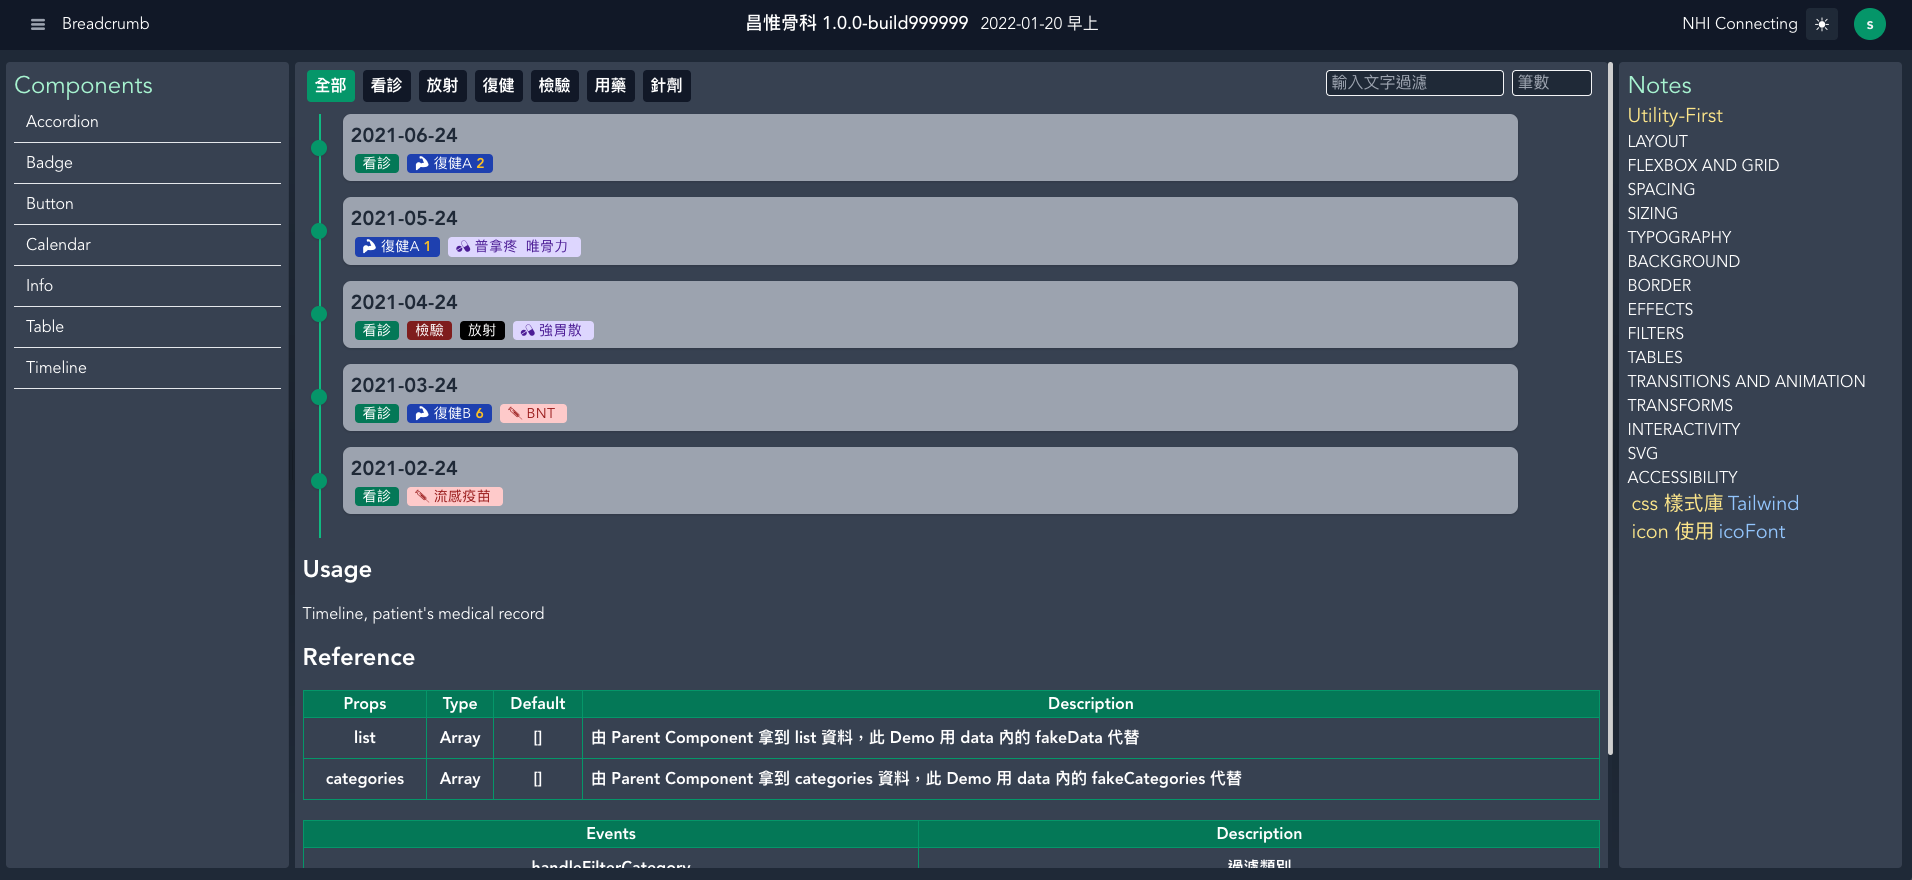 Breadcrumb
昌惟骨科 1.0.0-build999999 2022-01-20 早上
NHI Connecting
s
Components
Accordion
Badge
Button
Calendar
Info
Table
Timeline
全部 看診 放射 復健 檢驗 用藥 針劑
輸入文字過濾 筆數
2021-06-24
看診 復健A 2
2021-05-24
復健A 1 普拿疼 唯骨力
2021-04-24
看診 檢驗 放射 強胃散
2021-03-24
看診 復健B 6 BNT
2021-02-24
看診 流感疫苗
Usage
Timeline, patient's medical record
Reference
Props Type Default Description
list Array [] 由 Parent Component 拿到 list 資料，此 Demo 用 data 內的 fakeData 代替
categories Array [] 由 Parent Component 拿到 categories 資料，此 Demo 用 data 內的 fakeCategories 代替
Events Description
handleFilterCategory 過濾類別
Notes
Utility-First
LAYOUT
FLEXBOX AND GRID
SPACING
SIZING
TYPOGRAPHY
BACKGROUND
BORDER
EFFECTS
FILTERS
TABLES
TRANSITIONS AND ANIMATION
TRANSFORMS
INTERACTIVITY
SVG
ACCESSIBILITY
css 樣式庫 Tailwind
icon 使用 icoFont